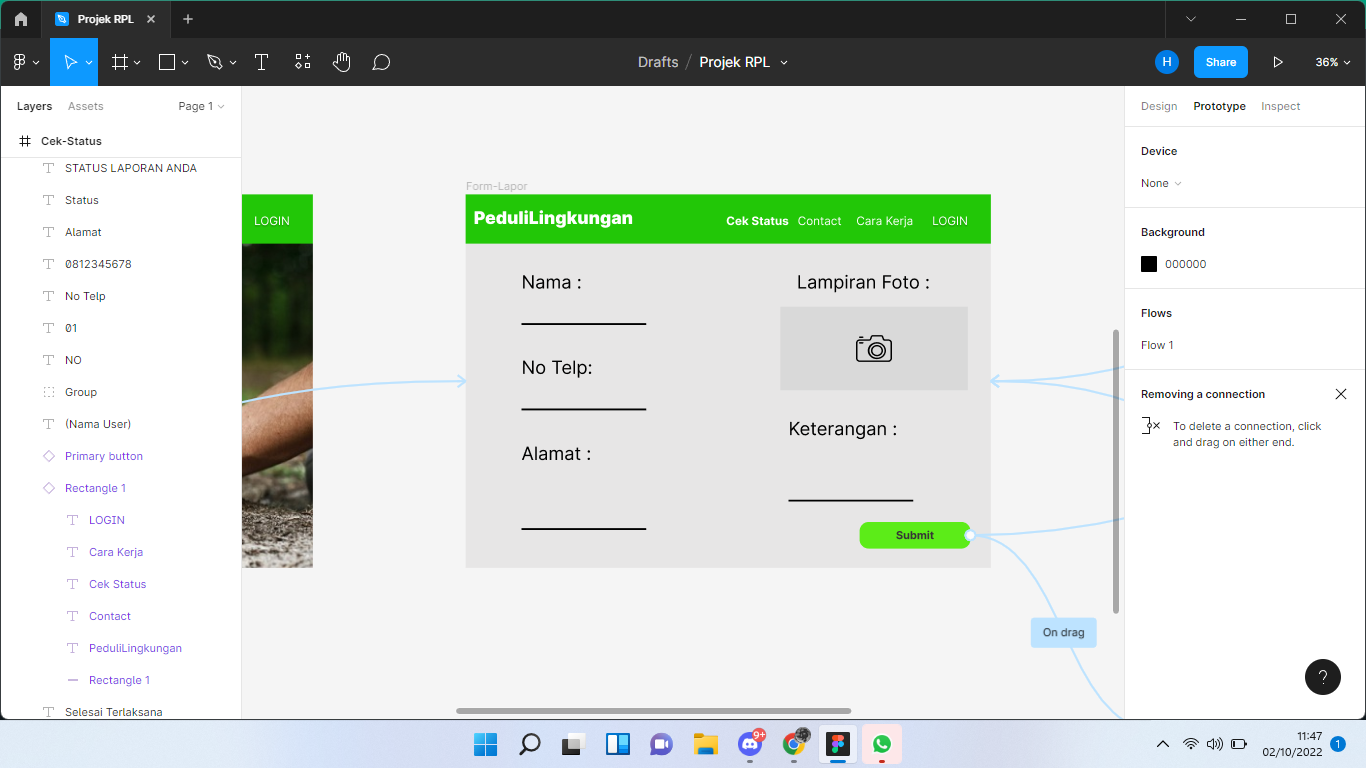 Projek RPL
Drafts / Projek RPL
H
Share
36%
Layers
Assets
Page 1
Cek-Status
STATUS LAPORAN ANDA
Status
Alamat
0812345678
No Telp
01
NO
Group
(Nama User)
Primary button
Rectangle 1
LOGIN
Cara Kerja
Cek Status
Contact
PeduliLingkungan
Rectangle 1
Selesai Terlaksana
LOGIN
Form-Lapor
PeduliLingkungan
Cek Status
Contact
Cara Kerja
LOGIN
Nama :
Lampiran Foto :
No Telp:
Keterangan :
Alamat :
Submit
On drag
Design
Prototype
Inspect
Device
None
Background
000000
Flows
Flow 1
Removing a connection
To delete a connection, click
and drag on either end.
?
9+
11:47
02/10/2022
1